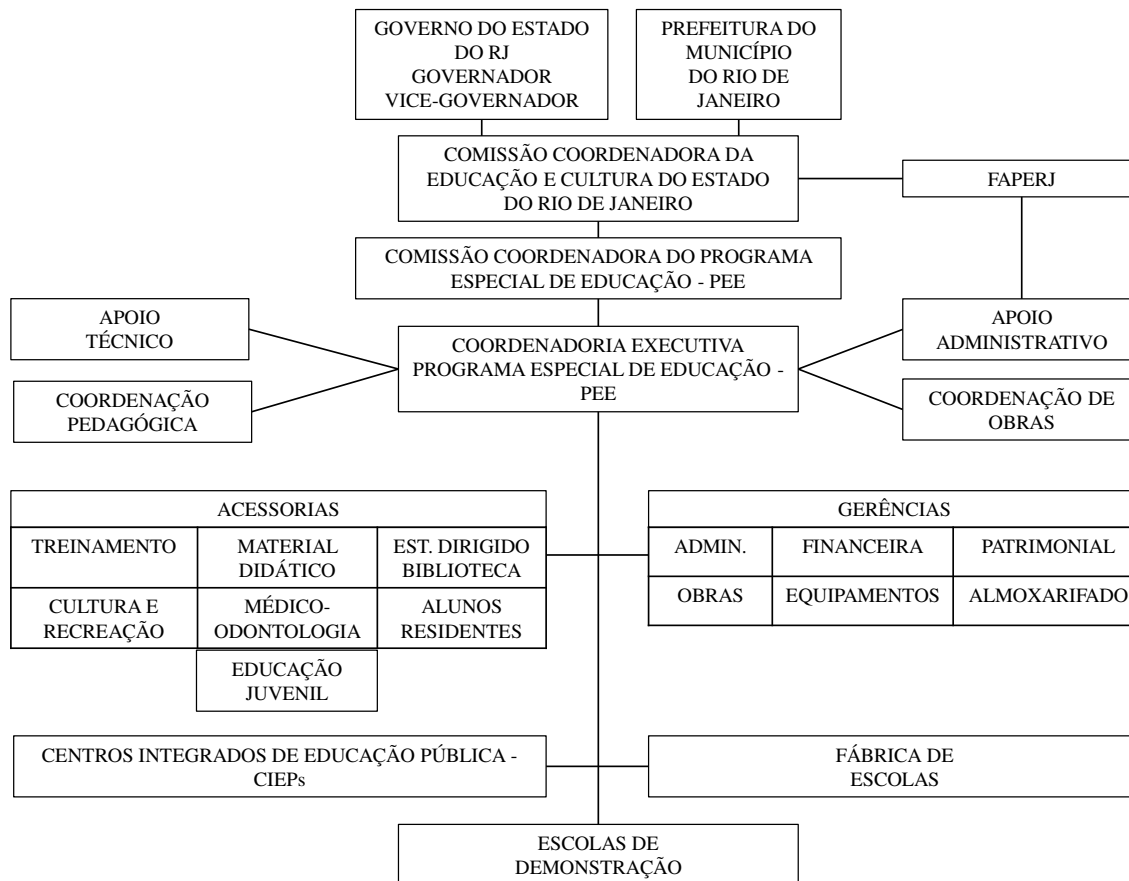 GOVERNO DO ESTADO
DO RJ
GOVERNADOR
VICE-GOVERNADOR
PREFEITURA DO
MUNICÍPIO
DO RIO DE
JANEIRO
COMISSÃO COORDENADORA DA
EDUCAÇÃO E CULTURA DO ESTADO
DO RIO DE JANEIRO
FAPERJ
COMISSÃO COORDENADORA DO PROGRAMA
ESPECIAL DE EDUCAÇÃO - PEE
APOIO
TÉCNICO
COORDENADORIA EXECUTIVA
PROGRAMA ESPECIAL DE EDUCAÇÃO -
PEE
APOIO
ADMINISTRATIVO
COORDENAÇÃO
PEDAGÓGICA
COORDENAÇÃO DE
OBRAS
ACESSORIAS
TREINAMENTO
MATERIAL
DIDÁTICO
EST. DIRIGIDO
BIBLIOTECA
CULTURA E
RECREAÇÃO
MÉDICO-
ODONTOLOGIA
ALUNOS
RESIDENTES
EDUCAÇÃO
JUVENIL
GERÊNCIAS
ADMIN.
FINANCEIRA
PATRIMONIAL
OBRAS
EQUIPAMENTOS
ALMOXARIFADO
CENTROS INTEGRADOS DE EDUCAÇÃO PÚBLICA -
CIEPs
FÁBRICA DE
ESCOLAS
ESCOLAS DE
DEMONSTRAÇÃO